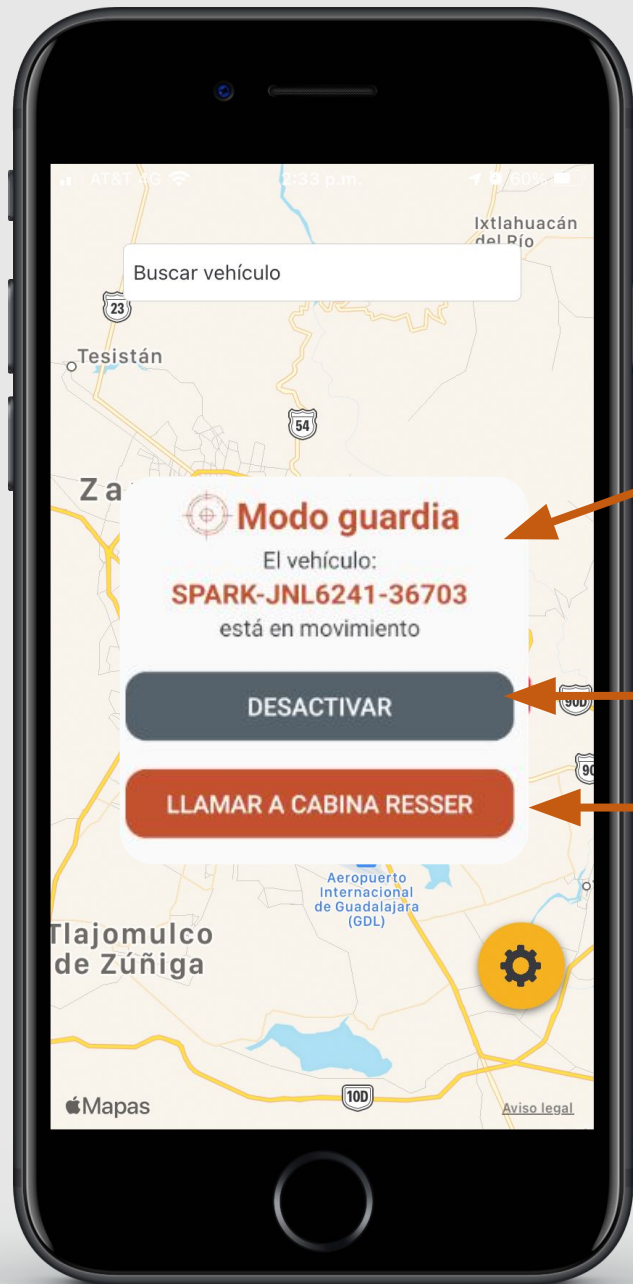 AT&T 4G
2:33 p.m.
60%
Ixtlahuacán
del Río
Buscar vehículo
23
Tesistán
54
Za
Modo guardia
El vehículo:
SPARK-JNL6241-36703
está en movimiento
DESACTIVAR
90D
LLAMAR A CABINA RESSER
Aeropuerto
Internacional
de Guadalajara
(GDL)
Tlajomulco
de Zúñiga
Mapas
10D
Aviso legal